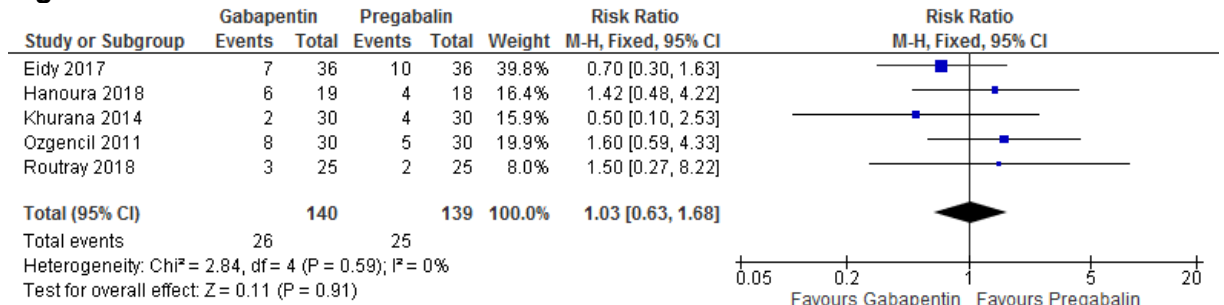 Gabapentin Pregabalin Risk Ratio Risk Ratio
Study or Subgroup Events Total Events Total Weight M-H, Fixed, 95% CI M-H, Fixed, 95% CI
Eidy 2017 7 36 10 36 39.8% 0.70 [0.30, 1.63]
Hanoura 2018 6 19 4 18 16.4% 1.42 [0.48, 4.22]
Khurana 2014 2 30 4 30 15.9% 0.50 [0.10, 2.53]
Ozgencil 2011 8 30 5 30 19.9% 1.60 [0.59, 4.33]
Routray 2018 3 25 2 25 8.0% 1.50 [0.27, 8.22]
Total (95% CI) 140 139 100.0% 1.03 [0.63, 1.68]
Total events 26 25
Heterogeneity: Chi² = 2.84, df = 4 (P = 0.59); I² = 0%
Test for overall effect: Z = 0.11 (P = 0.91)
0.05 0.2 1 5 20
Favours Gabapentin Favours Pregabalin